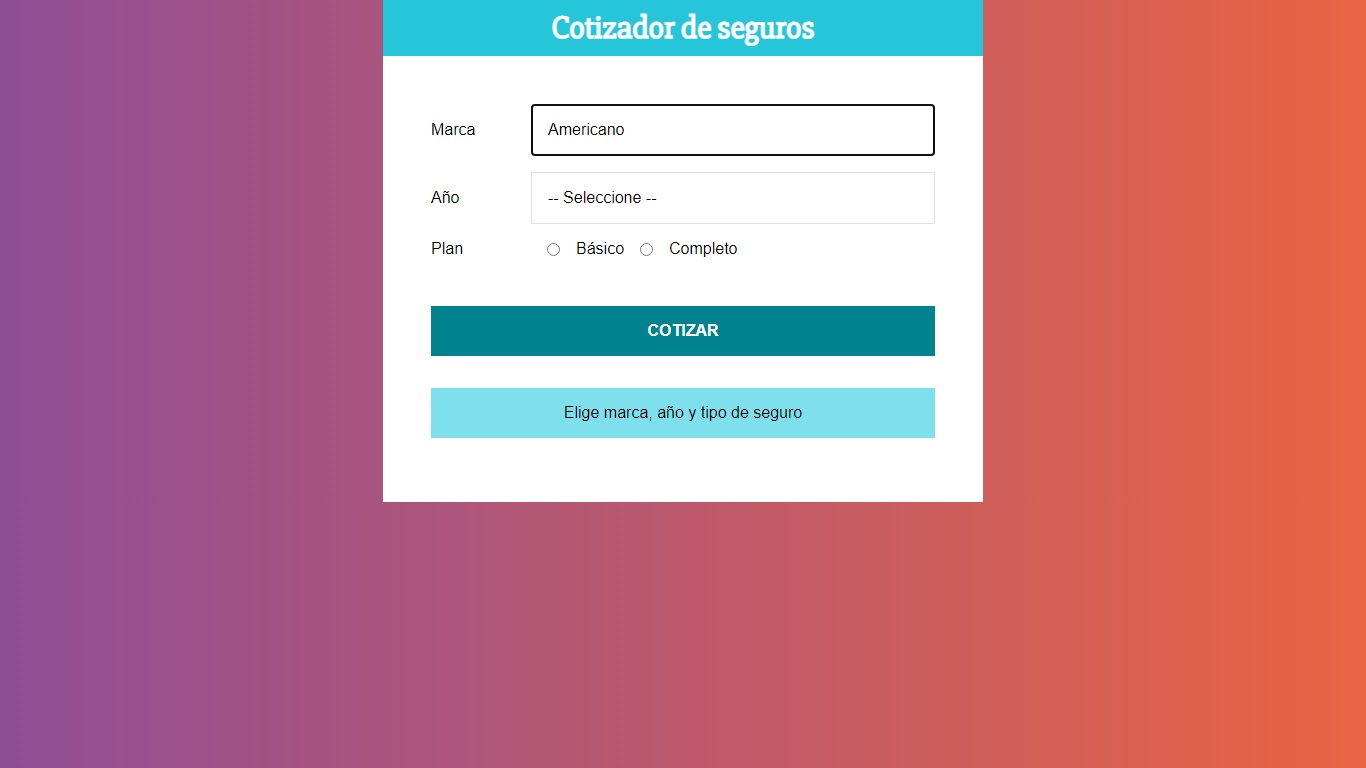 Cotizador de seguros
Marca
Americano
Año
-- Seleccione --
Plan
Básico
Completo
COTIZAR
Elige marca, año y tipo de seguro